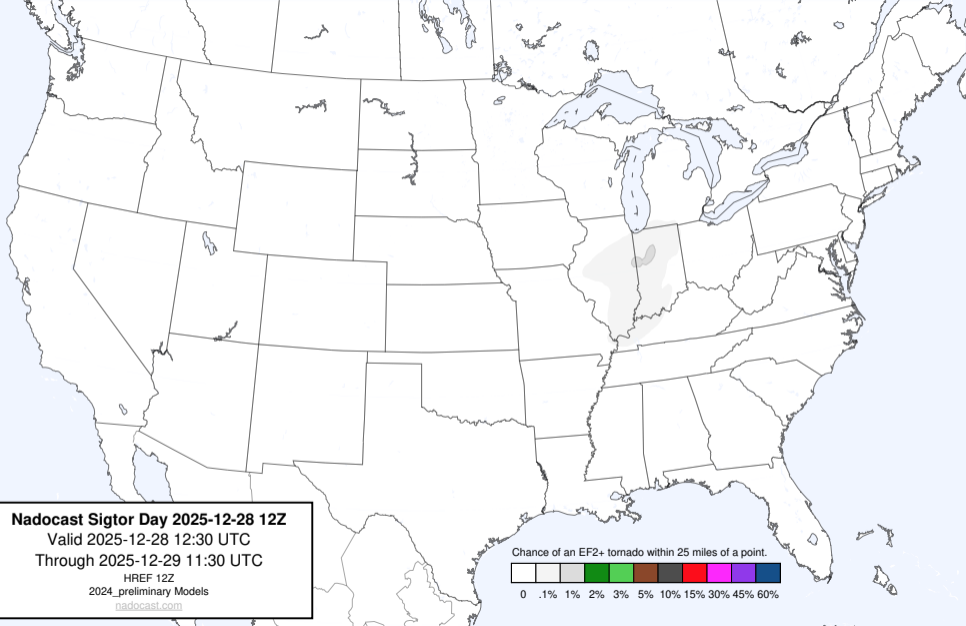 Nadocast Sigtor Day 2025-12-28 12Z
Valid 2025-12-28 12:30 UTC
Through 2025-12-29 11:30 UTC
HREF 12Z
2024_preliminary Models
nadocast.com
Chance of an EF2+ tornado within 25 miles of a point.
0 .1% 1% 2% 3% 5% 10% 15% 30% 45% 60%